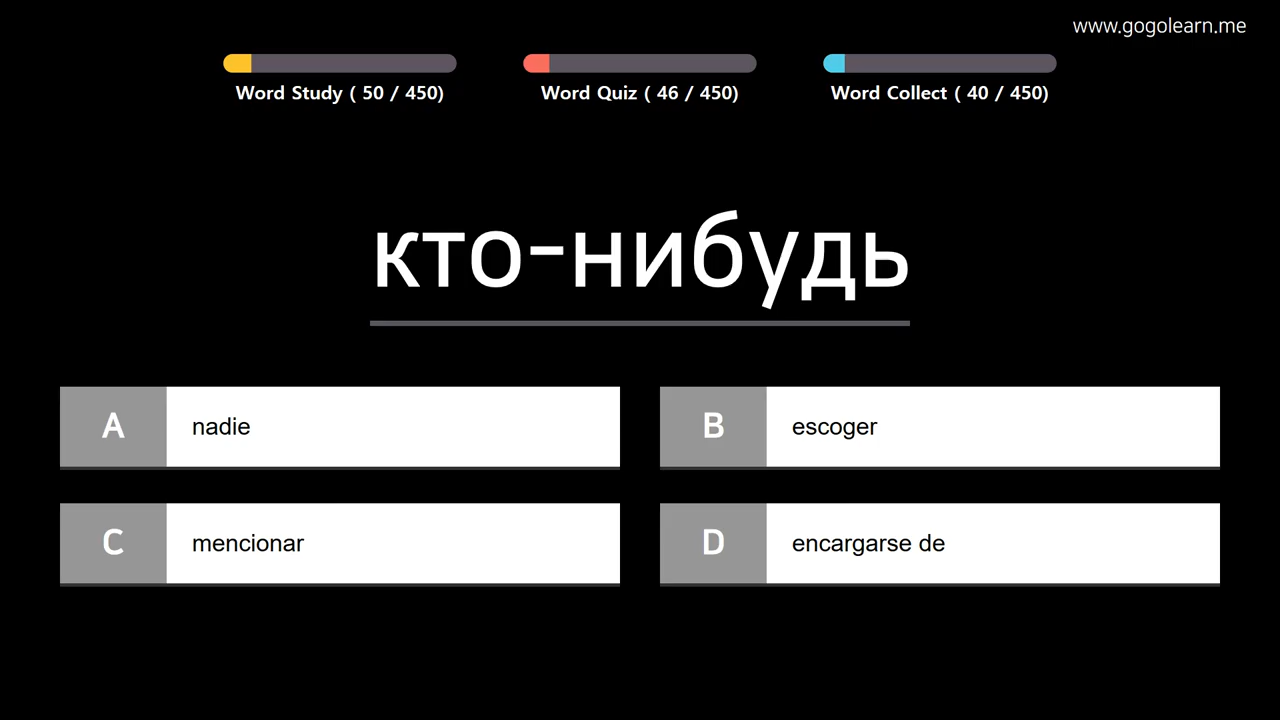 www.gogolearn.me
Word Study ( 50 / 450)
Word Quiz ( 46 / 450)
Word Collect ( 40 / 450)
кто-нибудь
A nadie
B escoger
C mencionar
D encargarse de